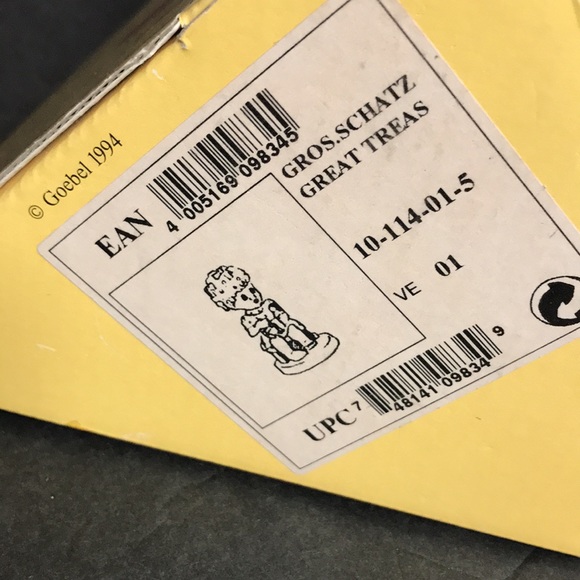 © Goebel 1994
EAN 4 005169 098345
GROS.SCHATZ
GREAT TREAS
10-114-01-5
VE 01
UPC 7 48141 09834 9